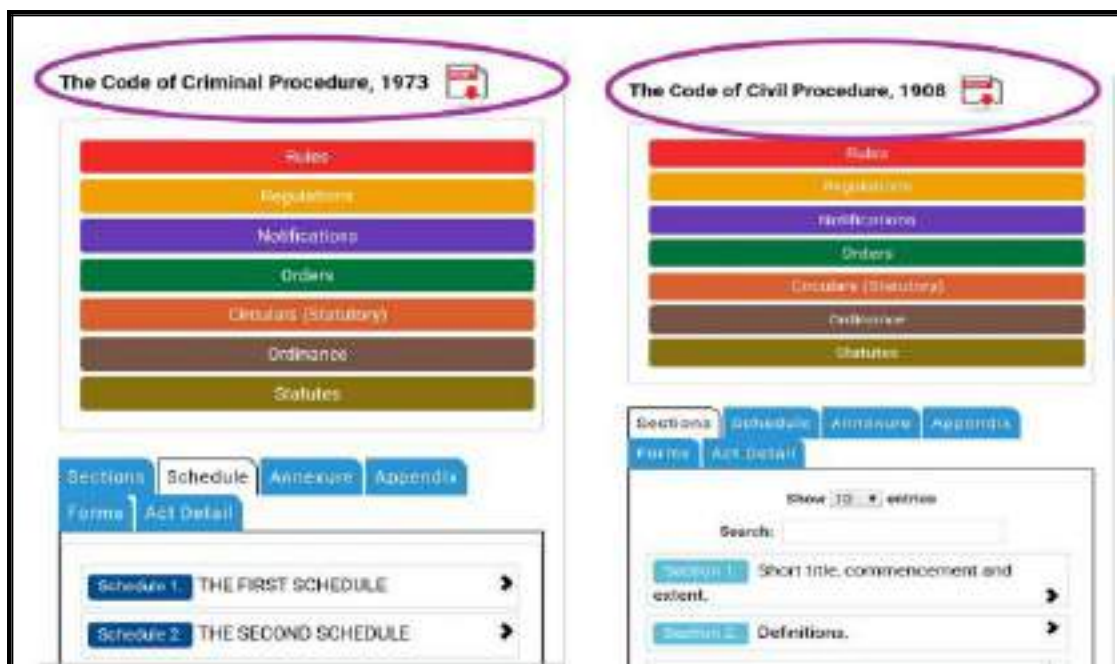 The Code of Criminal Procedure, 1973
Rules
Regulations
Notifications
Orders
Circulars (Statutory)
Ordinance
Statutes
Sections Schedule Annexure Appendix
Forms Act Detail
Schedule 1. THE FIRST SCHEDULE
Schedule 2. THE SECOND SCHEDULE
The Code of Civil Procedure, 1908
Rules
Regulations
Notifications
Orders
Circulars (Statutory)
Ordinance
Statutes
Sections Schedule Annexure Appendix
Forms Act Detail
Show 10 entries
Search:
Section 1. Short title, commencement and
extent.
Section 2. Definitions.